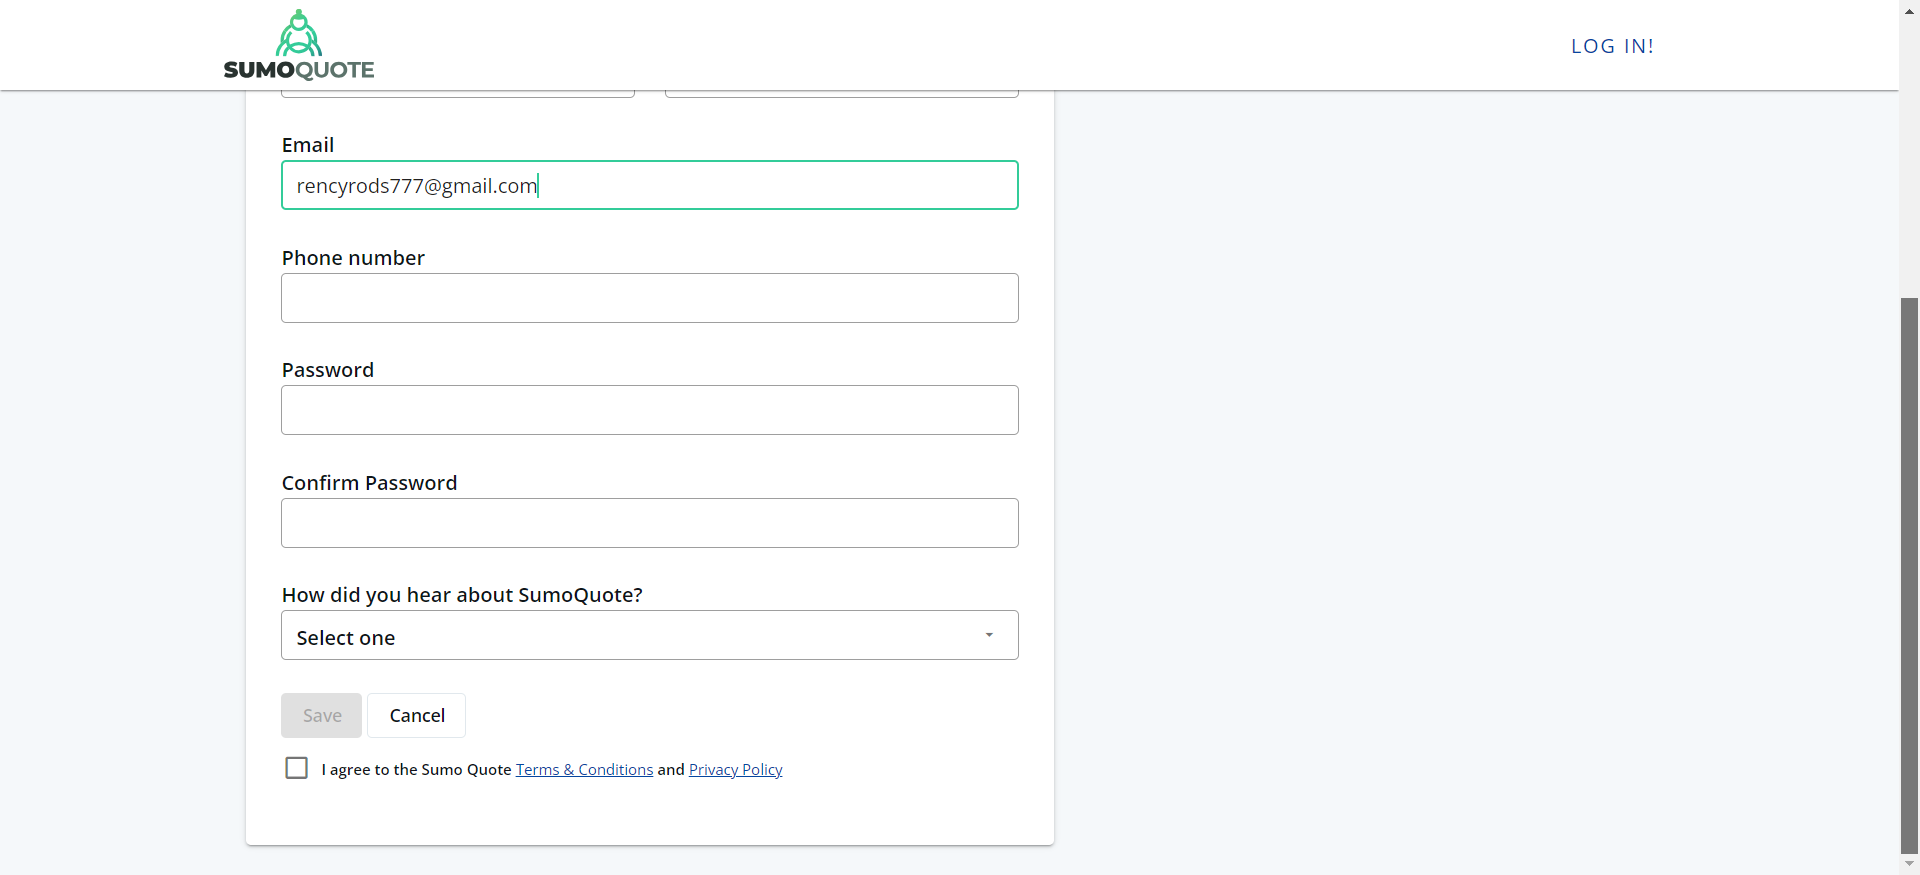 SUMOQUOTE
LOG IN!
Email
rencyrods777@gmail.com
Phone number
Password
Confirm Password
How did you hear about SumoQuote?
Select one
Save
Cancel
I agree to the Sumo Quote Terms & Conditions and Privacy Policy